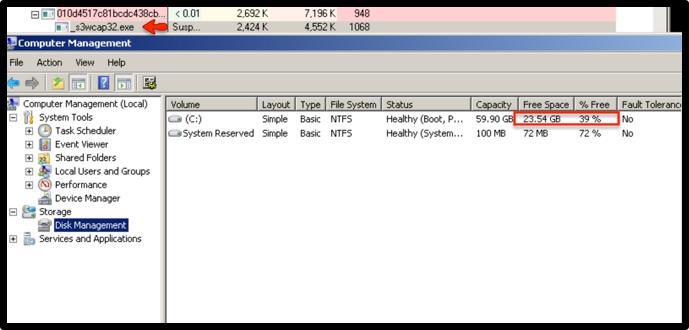 010d4517c81bcdc438cb... < 0.01 2,692 K 7,196 K 948
_s3wcap32.exe Susp... 2,424 K 4,552 K 1068
Computer Management
File Action View Help
Computer Management (Local)
System Tools
Task Scheduler
Event Viewer
Shared Folders
Local Users and Groups
Performance
Device Manager
Storage
Disk Management
Services and Applications
Volume Layout Type File System Status Capacity Free Space % Free Fault Tolerance
(C:) Simple Basic NTFS Healthy (Boot, P... 59.90 GB 23.54 GB 39 % No
System Reserved Simple Basic NTFS Healthy (System... 100 MB 72 MB 72 % No